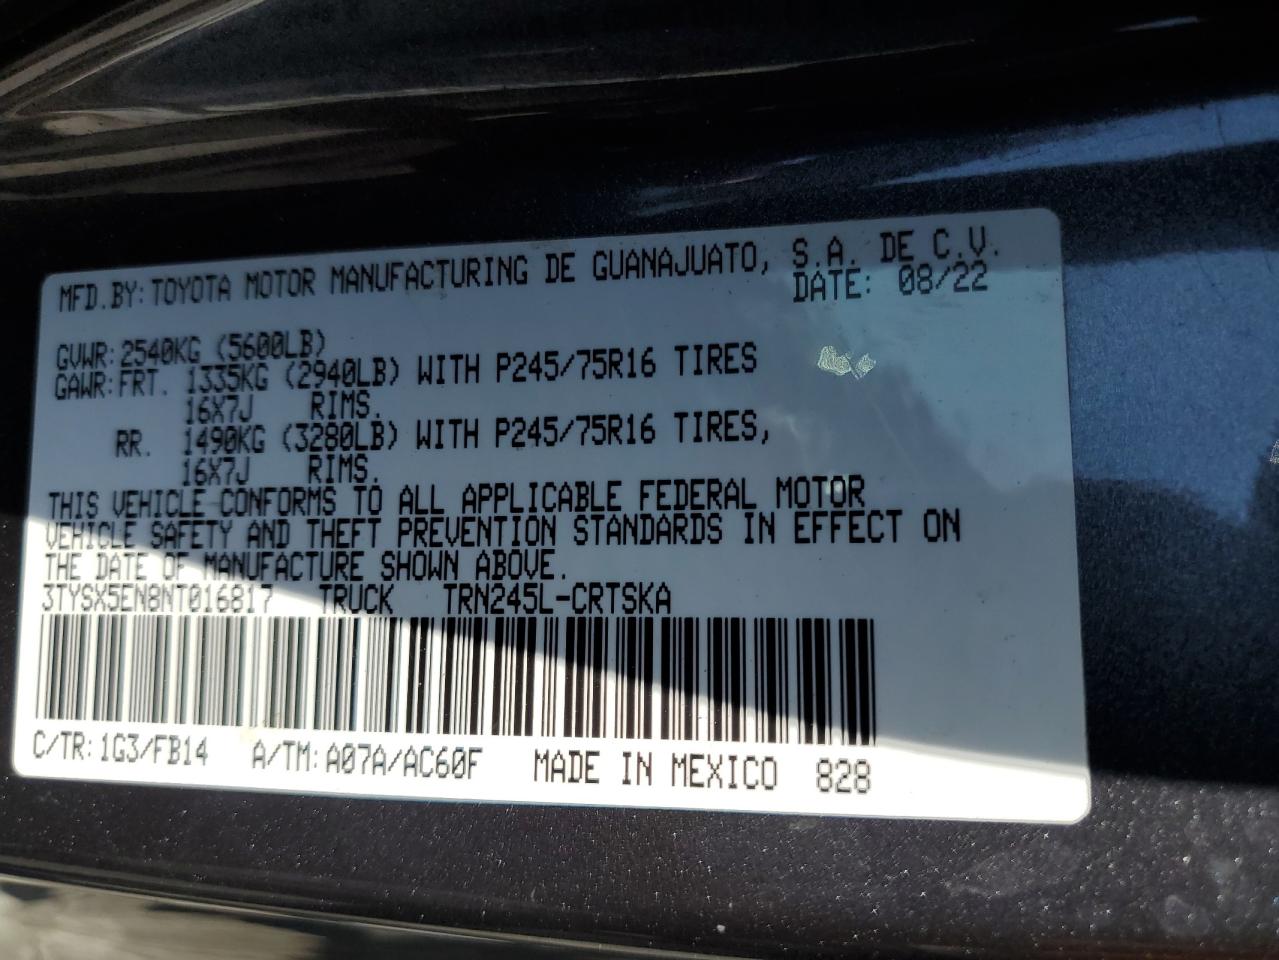 MFD.BY:TOYOTA MOTOR MANUFACTURING DE GUANAJUATO, S.A. DE C.V.
DATE: 08/22
GVWR:2540KG (5600LB)
GAWR:FRT. 1335KG (2940LB) WITH P245/75R16 TIRES
16X7J RIMS.
RR. 1490KG (3280LB) WITH P245/75R16 TIRES,
16X7J RIMS.
THIS VEHICLE CONFORMS TO ALL APPLICABLE FEDERAL MOTOR
VEHICLE SAFETY AND THEFT PREVENTION STANDARDS IN EFFECT ON
THE DATE OF MANUFACTURE SHOWN ABOVE.
3TYSX5EN8NT016817 TRUCK TRN245L-CRTSKA
C/TR:1G3/FB14 A/TM:A07A/AC60F MADE IN MEXICO 828